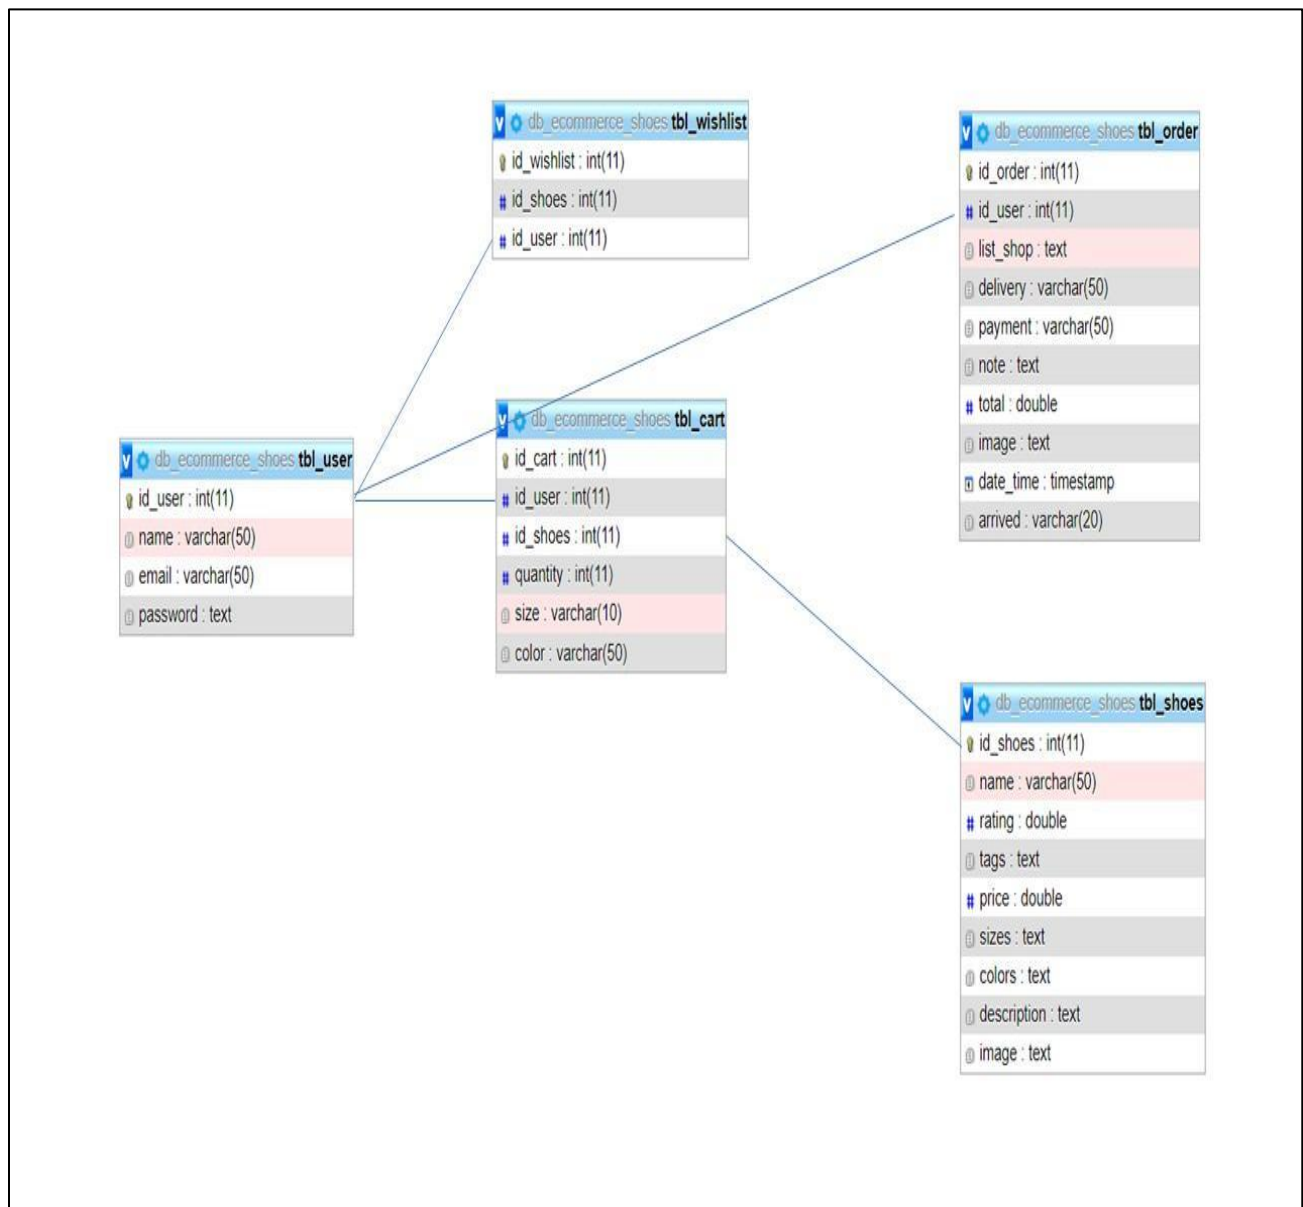 db_ecommerce_shoes tbl_wishlist
id_wishlist : int(11)
id_shoes : int(11)
id_user : int(11)
db_ecommerce_shoes tbl_order
id_order : int(11)
id_user : int(11)
list_shop : text
delivery : varchar(50)
payment : varchar(50)
note : text
total : double
image : text
date_time : timestamp
arrived : varchar(20)
db_ecommerce_shoes tbl_user
id_user : int(11)
name : varchar(50)
email : varchar(50)
password : text
db_ecommerce_shoes tbl_cart
id_cart : int(11)
id_user : int(11)
id_shoes : int(11)
quantity : int(11)
size : varchar(10)
color : varchar(50)
db_ecommerce_shoes tbl_shoes
id_shoes : int(11)
name : varchar(50)
rating : double
tags : text
price : double
sizes : text
colors : text
description : text
image : text